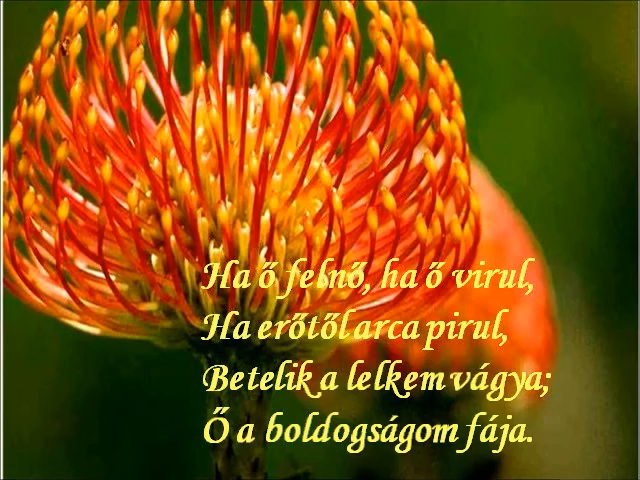 Ha ő felnő, ha ő virul,
Ha erőtől arca pirul,
Betelik a lelkem vágya;
Ő a boldogságom fája.